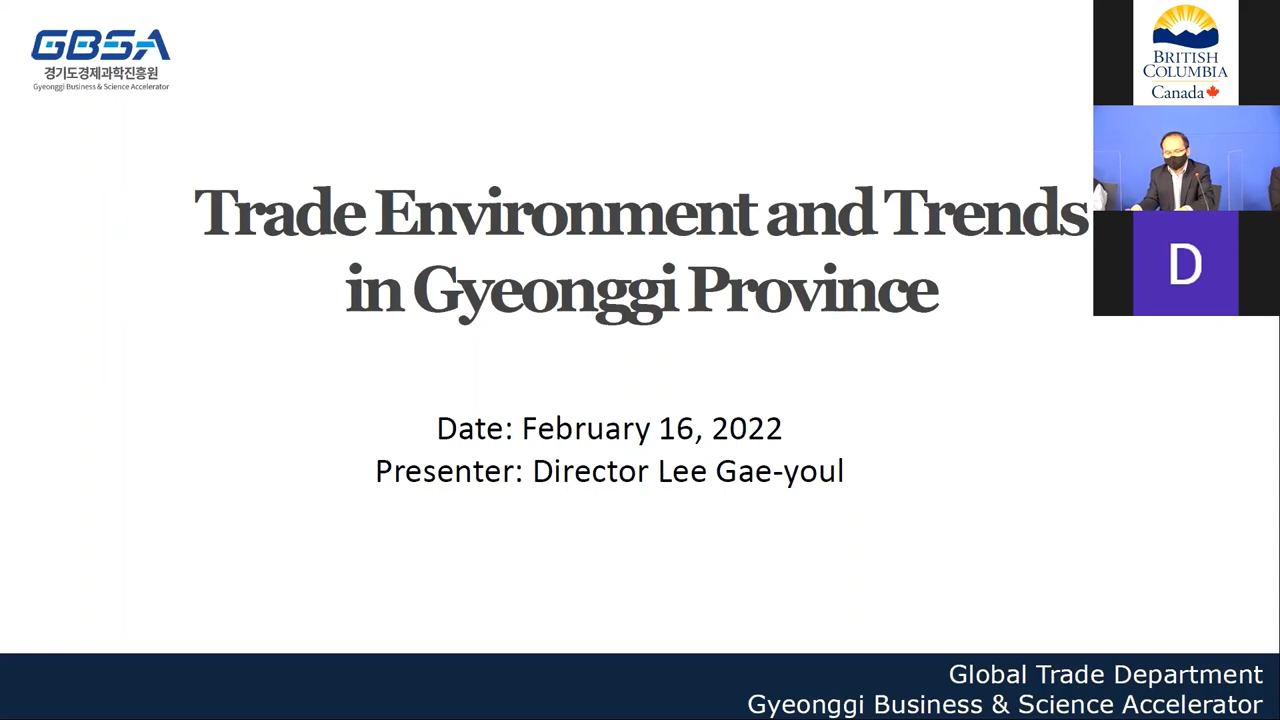 GBSA
경기도경제과학진흥원
Gyeonggi Business & Science Accelerator
Trade Environment and Trends
in Gyeonggi Province
Date: February 16, 2022
Presenter: Director Lee Gae-youl
Global Trade Department
Gyeonggi Business & Science Accelerator
BRITISH
COLUMBIA
Canada
D